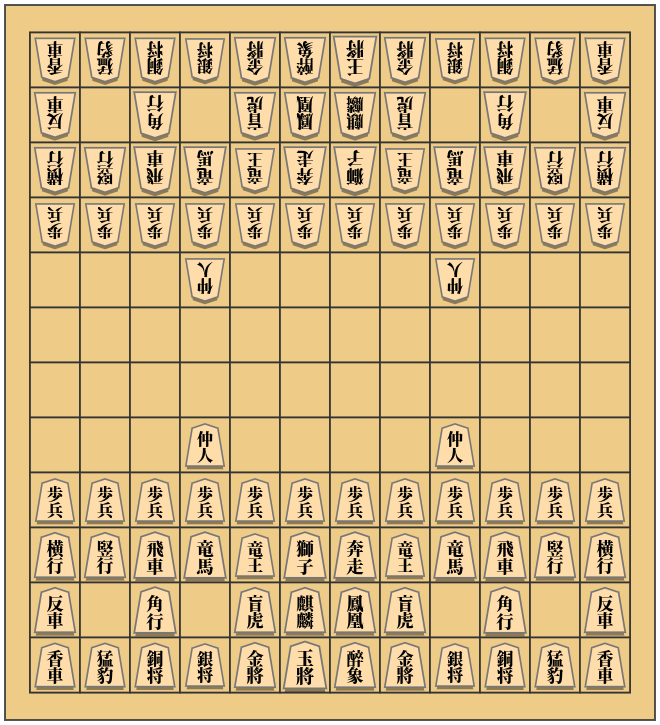 香車 猛豹 銅将 銀将 金將 醉象 王將 金將 銀将 銅将 猛豹 香車
反車 角行 盲虎 鳳凰 麒麟 盲虎 角行 反車
横行 竪行 飛車 竜馬 竜王 奔走 獅子 竜王 竜馬 飛車 竪行 横行
歩兵 歩兵 歩兵 歩兵 歩兵 歩兵 歩兵 歩兵 歩兵 歩兵 歩兵 歩兵
仲人 仲人
仲人 仲人
歩兵 歩兵 歩兵 歩兵 歩兵 歩兵 歩兵 歩兵 歩兵 歩兵 歩兵 歩兵
横行 竪行 飛車 竜馬 竜王 獅子 奔走 竜王 竜馬 飛車 竪行 横行
反車 角行 盲虎 麒麟 鳳凰 盲虎 角行 反車
香車 猛豹 銅将 銀将 金將 玉將 醉象 金將 銀将 銅将 猛豹 香車